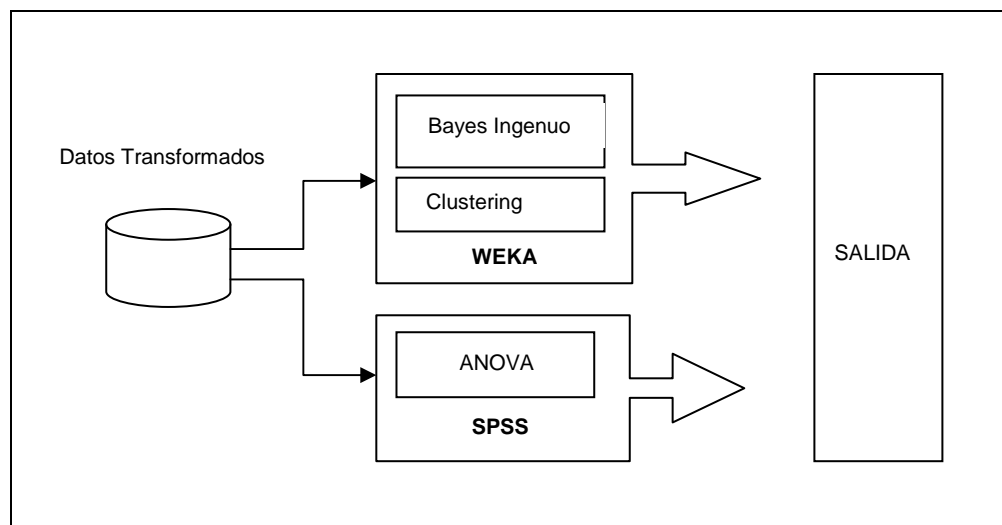 Datos Transformados
Bayes Ingenuo
Clustering
WEKA
ANOVA
SPSS
SALIDA